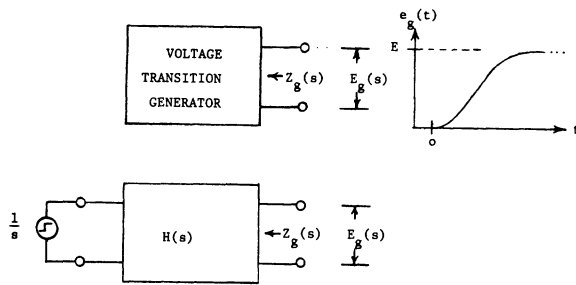 VOLTAGE
TRANSITION
GENERATOR
Z_g(s)
E_g(s)
e_g(t)
E
o
t
1/s
H(s)
Z_g(s)
E_g(s)